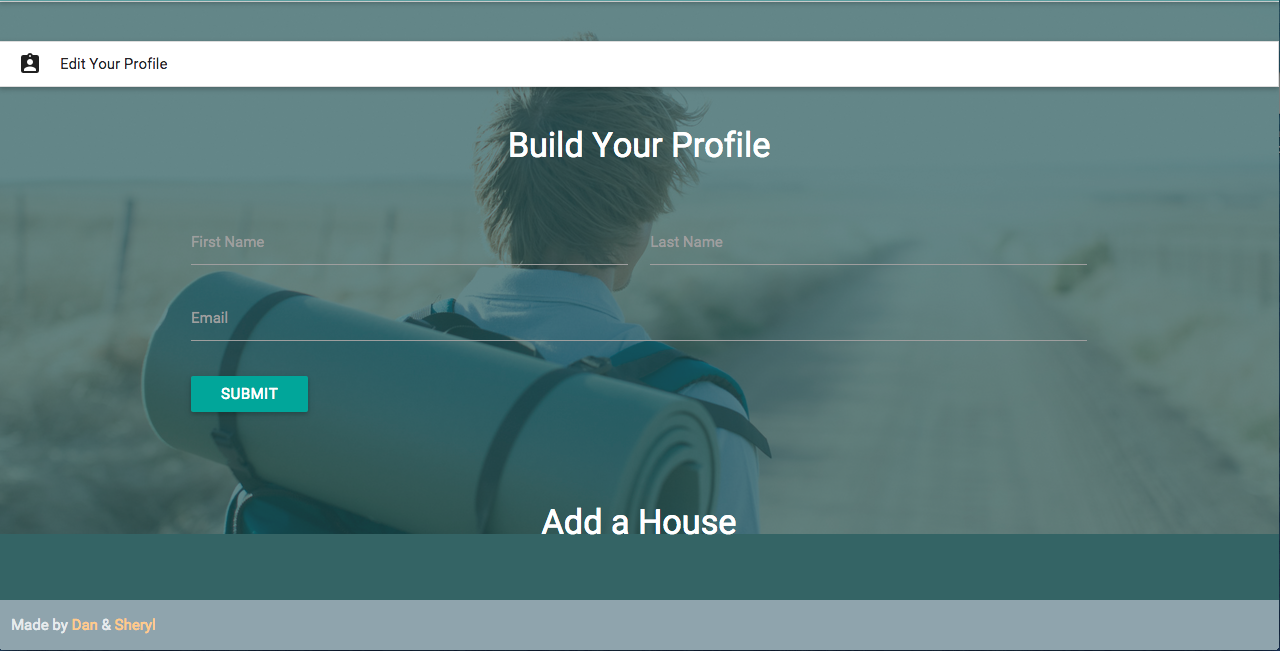 Edit Your Profile
Build Your Profile
First Name
Last Name
Email
SUBMIT
Add a House
Made by Dan & Sheryl